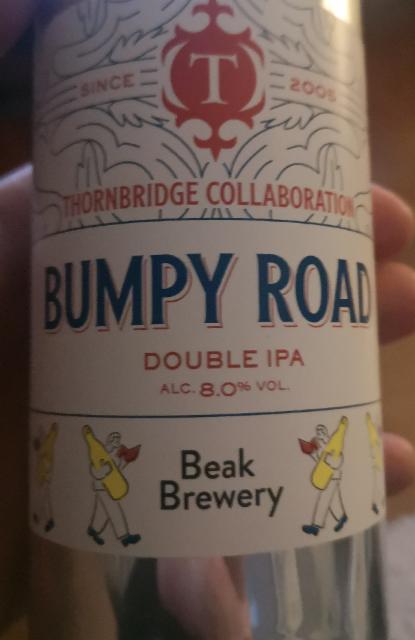 T
SINCE 2005
THORNBRIDGE COLLABORATION
BUMPY ROAD
DOUBLE IPA
ALC. 8.0% VOL.
Beak
Brewery